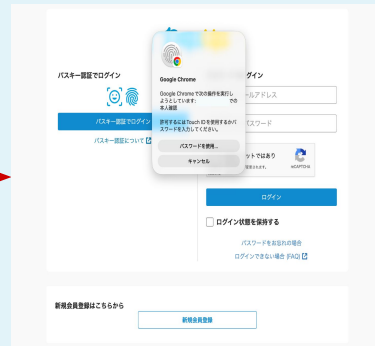 パスキー認証でログイン
パスキー認証でログイン
パスキー認証について
Google Chrome
Google Chrome で次の操作を実行し
ようとしています: での
本人確認
許可するにはTouch IDを使用するかパ
スワードを入力してください。
パスワードを使用...
キャンセル
グイン
ールアドレス
スワード
ットではあり
reCAPTCHA
ログイン
ログイン状態を保持する
パスワードをお忘れの場合
ログインできない場合 (FAQ)
新規会員登録はこちらから
新規会員登録